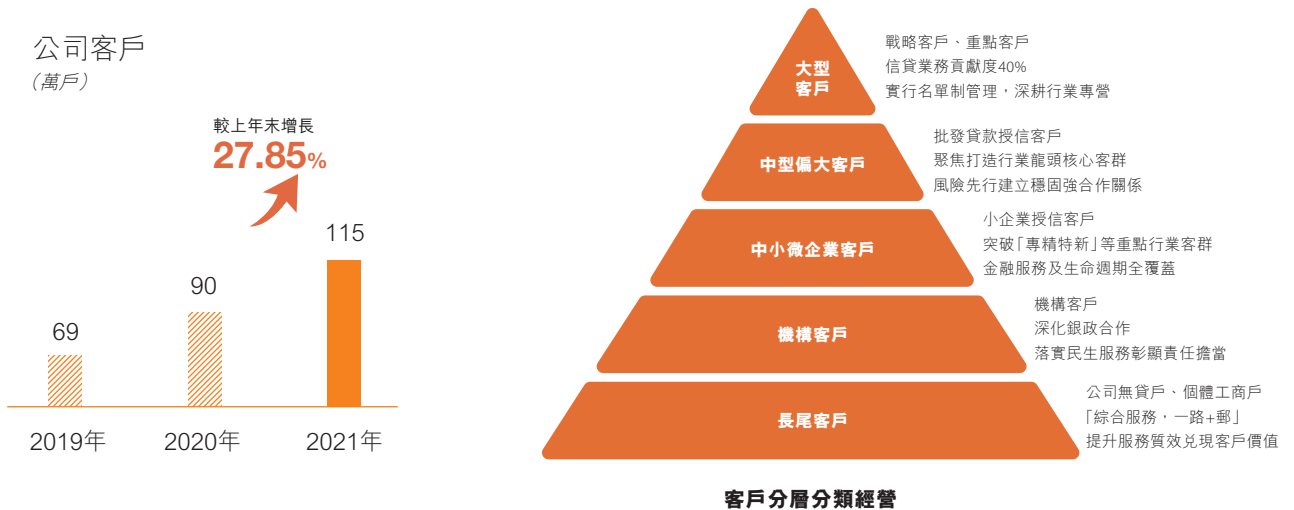 公司客戶
（萬戶）
較上年末增長
27.85%
115
90
69
2019年
2020年
2021年
大型
客戶
戰略客戶、重點客戶
信貸業務貢獻度40%
實行名單制管理，深耕行業專營
中型偏大客戶
批發貸款授信客戶
聚焦打造行業龍頭核心客群
風險先行建立穩固強合作關係
中小微企業客戶
小企業授信客戶
突破「專精特新」等重點行業客群
金融服務及生命週期全覆蓋
機構客戶
機構客戶
深化銀政合作
落實民生服務彰顯責任擔當
長尾客戶
公司無貸戶、個體工商戶
「綜合服務，一路+郵」
提升服務質效兌現客戶價值
客戶分層分類經營